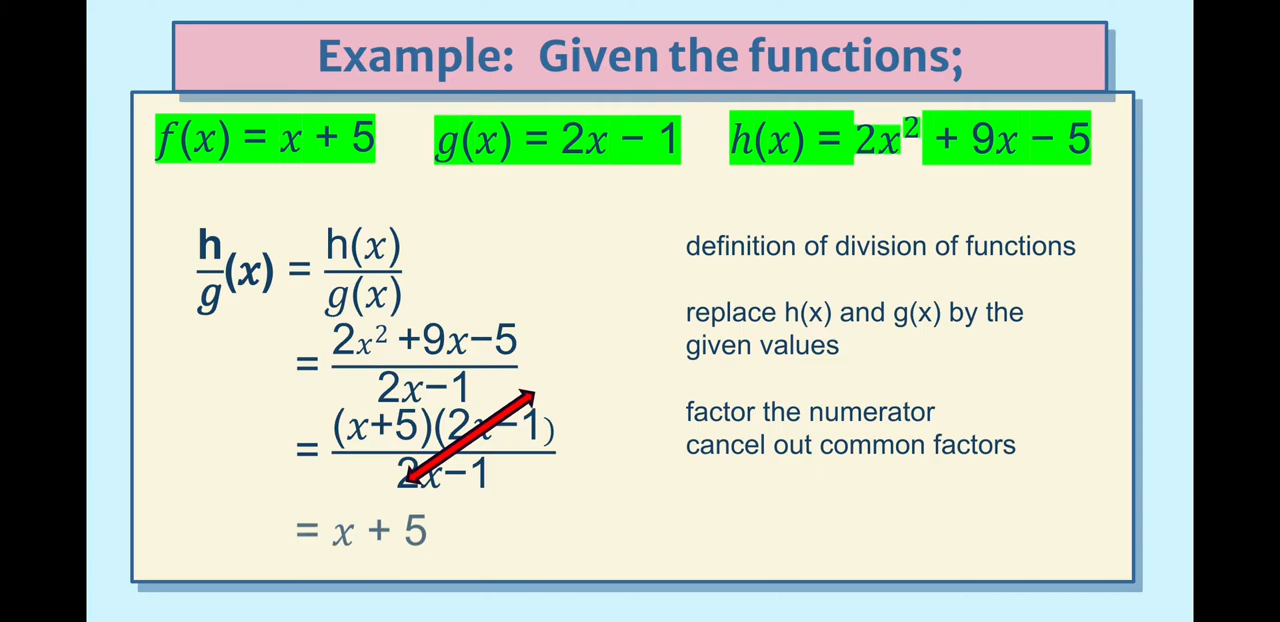 Example: Given the functions;
f(x) = x + 5 g(x) = 2x − 1 h(x) = 2x² + 9x − 5
h/g (x) = h(x)/g(x) definition of division of functions
= 2x² +9x−5 / 2x−1 replace h(x) and g(x) by the
given values
= (x+5)(2x−1) / 2x−1 factor the numerator
cancel out common factors
= x + 5